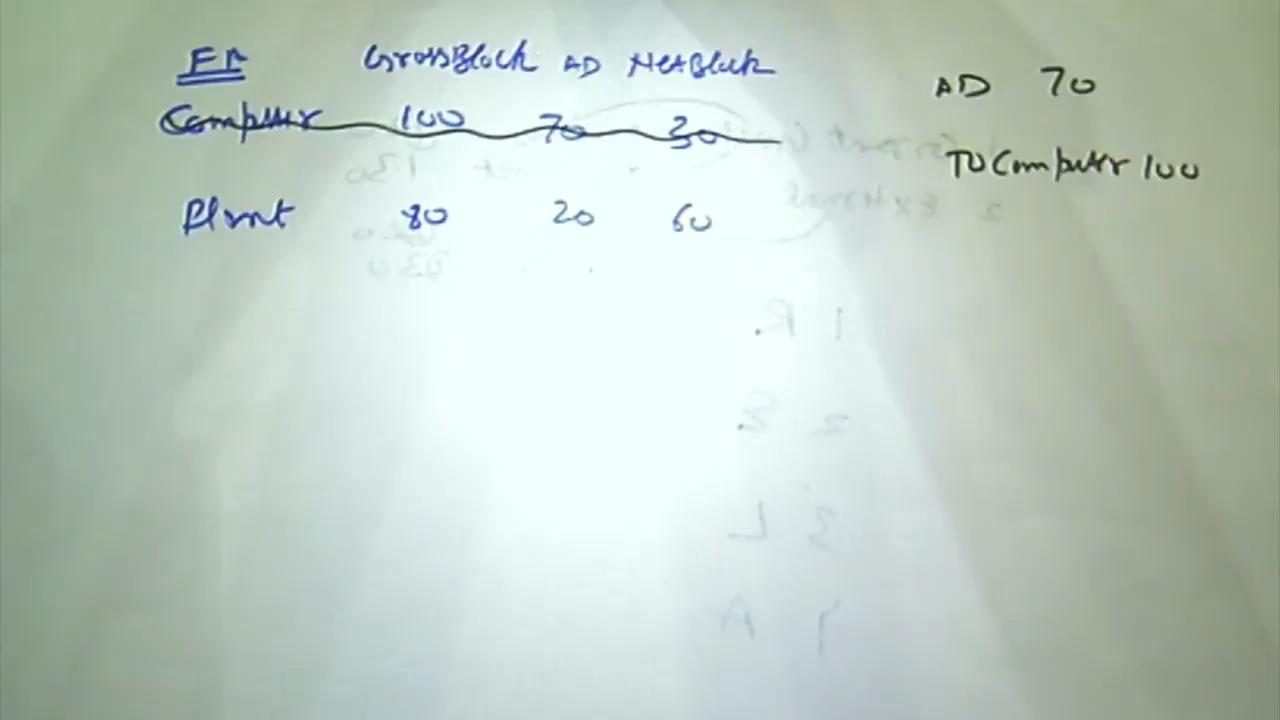 FA GrossBlock AD NetBlock
Computer 100 70 30
Plant 80 20 60
AD 70
To Computer 100